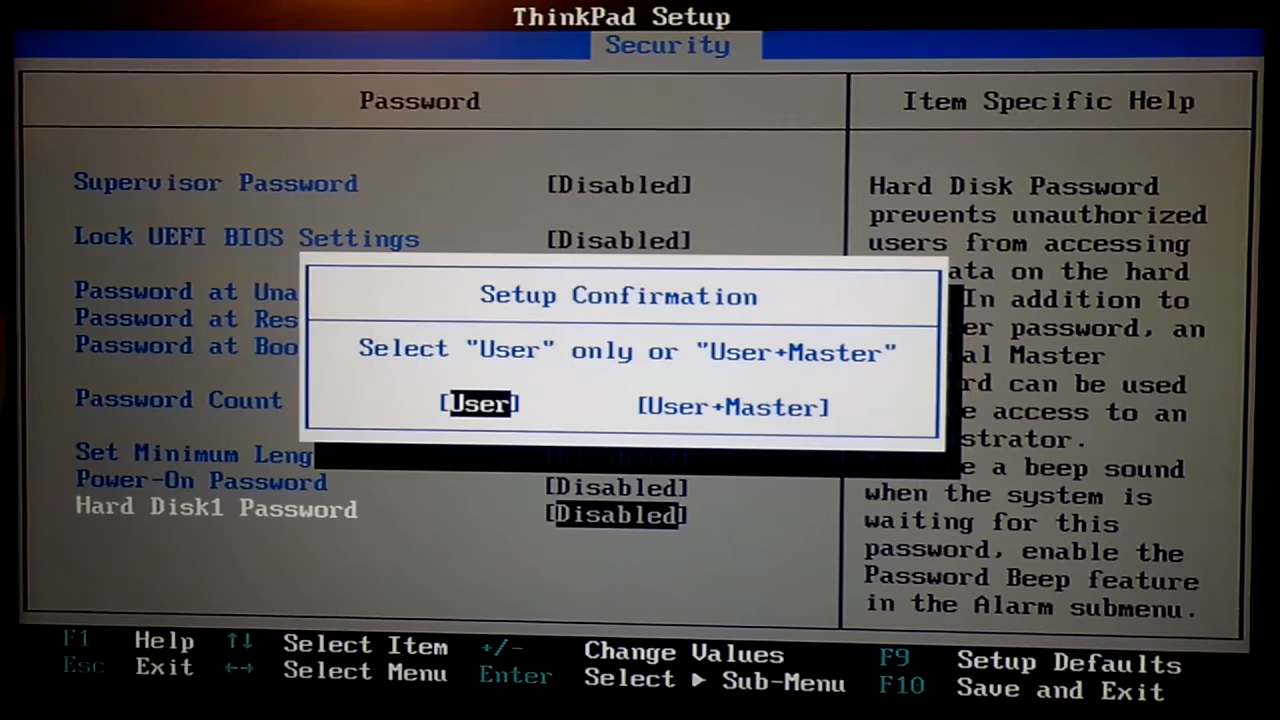 ThinkPad Setup
Security
Password
Item Specific Help
Supervisor Password [Disabled]
Lock UEFI BIOS Settings [Disabled]
Password at Una
Password at Res
Password at Boo
Password Count
Set Minimum Leng
Power-On Password [Disabled]
Hard Disk1 Password [Disabled]
Setup Confirmation
Select "User" only or "User+Master"
[User] [User+Master]
Hard Disk Password
prevents unauthorized
users from accessing
ata on the hard
In addition to
er password, an
al Master
rd can be used
e access to an
strator.
a beep sound
when the system is
waiting for this
password, enable the
Password Beep feature
in the Alarm submenu.
F1 Help ↑↓ Select Item +/- Change Values F9 Setup Defaults
Esc Exit ←→ Select Menu Enter Select ▶ Sub-Menu F10 Save and Exit